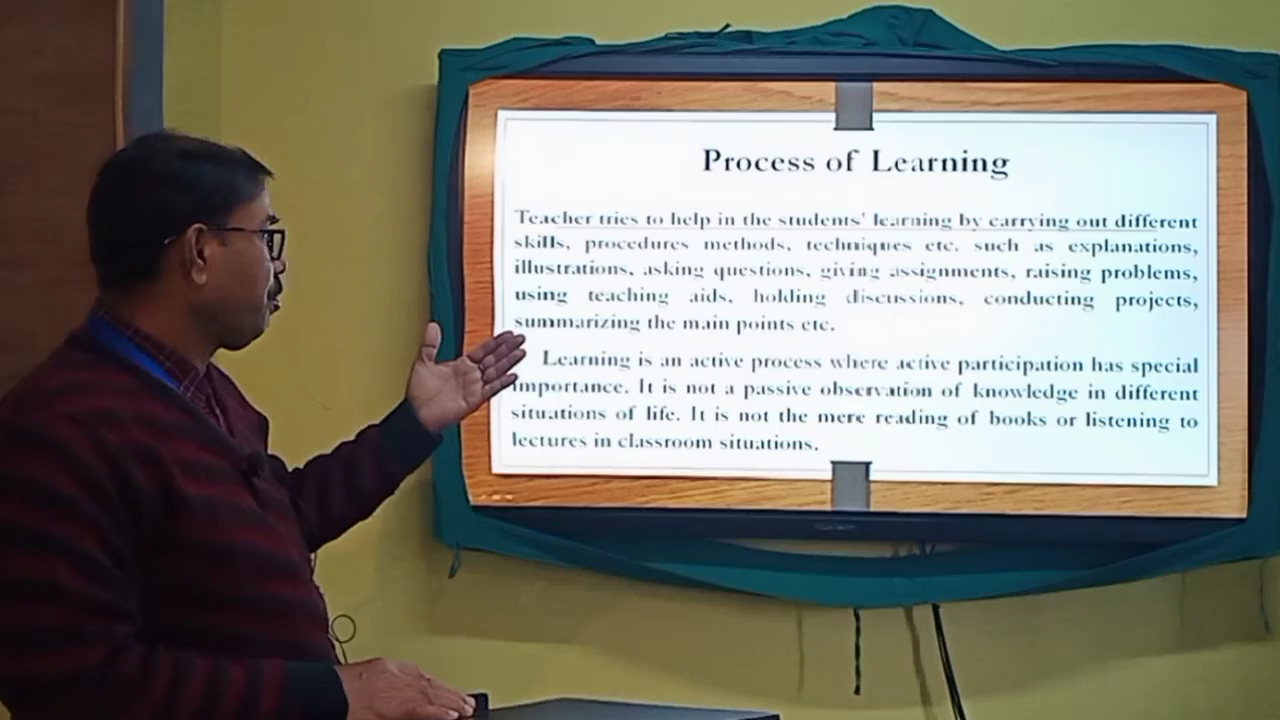 Process of Learning
Teacher tries to help in the students' learning by carrying out different
skills, procedures methods, techniques etc. such as explanations,
illustrations, asking questions, giving assignments, raising problems,
using teaching aids, holding discussions, conducting projects,
summarizing the main points etc.
Learning is an active process where active participation has special
importance. It is not a passive observation of knowledge in different
situations of life. It is not the mere reading of books or listening to
lectures in classroom situations.